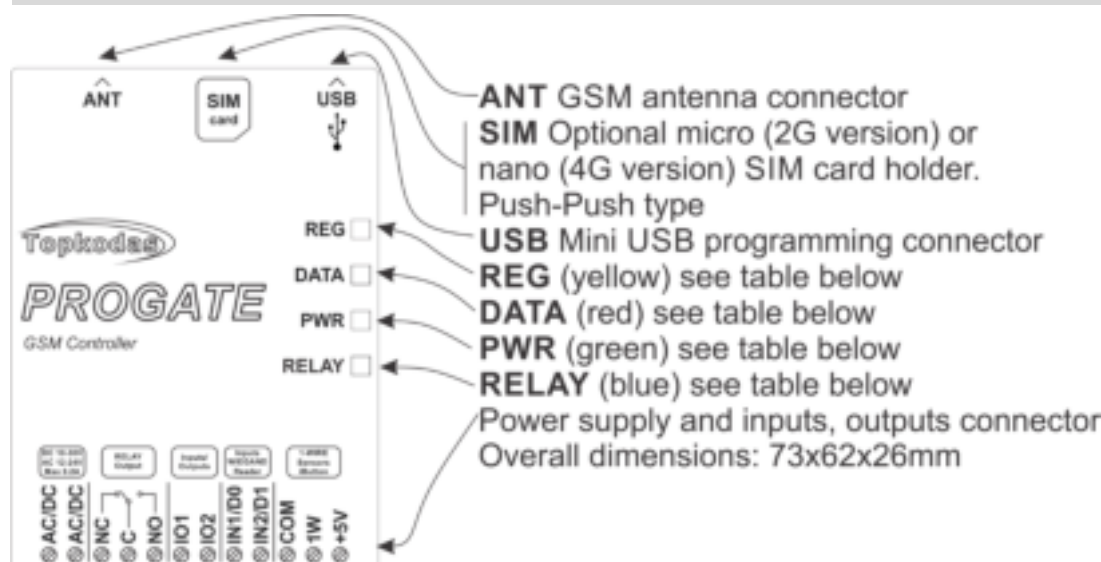 ANT
SIM
card
USB
ANT GSM antenna connector
SIM Optional micro (2G version) or
nano (4G version) SIM card holder.
Push-Push type
USB Mini USB programming connector
REG (yellow) see table below
DATA (red) see table below
PWR (green) see table below
RELAY (blue) see table below
Power supply and inputs, outputs connector
Overall dimensions: 73x62x26mm
Topkodas
PROGATE
GSM Controller
REG
DATA
PWR
RELAY
RELAY
Output
Inputs/
Outputs
Inputs
WIEGAND
Reader
1-WIRE
Sensors
iButton
AC/DC
AC/DC
NC
C
NO
IO1
IO2
IN1/D0
IN2/D1
COM
1W
+5V